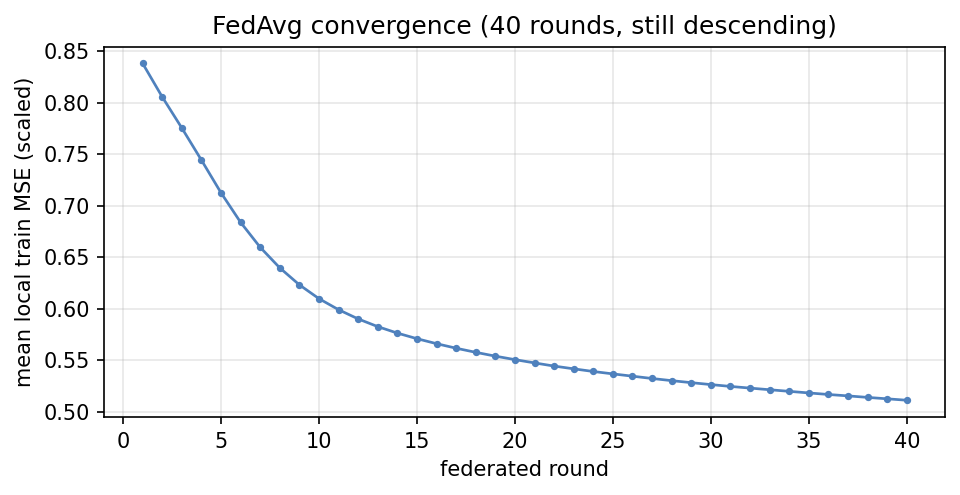 FedAvg convergence (40 rounds, still descending)
mean local train MSE (scaled)
0.85
0.80
0.75
0.70
0.65
0.60
0.55
0.50
0 5 10 15 20 25 30 35 40
federated round